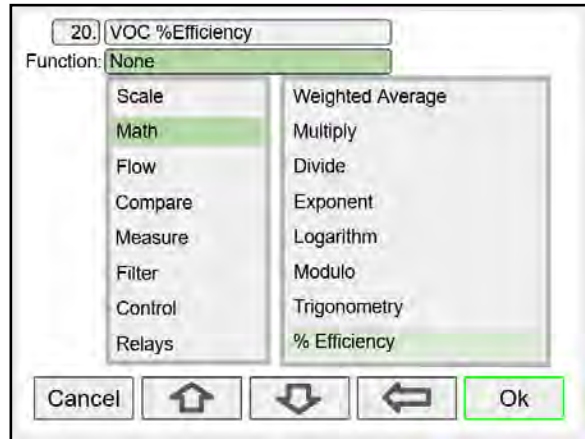 20. VOC %Efficiency
Function: None
Scale
Math
Flow
Compare
Measure
Filter
Control
Relays
Weighted Average
Multiply
Divide
Exponent
Logarithm
Modulo
Trigonometry
% Efficiency
Cancel Ok